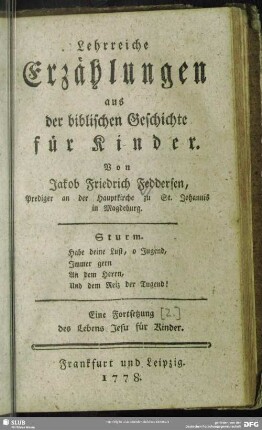 Lehrreiche
Erzählungen
aus
der biblischen Geschichte
für Kinder.
Von
Jakob Friedrich Feddersen,
Prediger an der Hauptkirche zu St. Johannis
in Magdeburg.
Sturm.
Habe deine Lust, o Jugend,
Immer gern
An dem Herrn,
Und dem Reiz der Tugend!
Eine Fortsetzung [2.]
des Lebens Jesu für Kinder.
Frankfurt und Leipzig.
1778.
SLUB
DFG